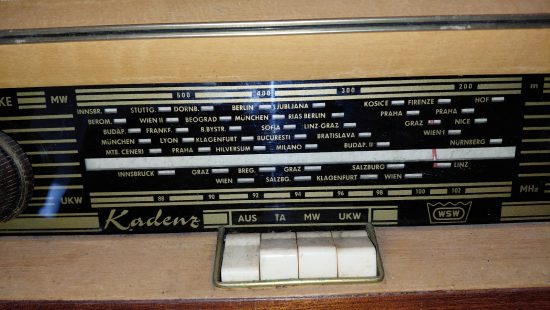 500 400 300 200 m
KE MW INNSBR. STUTTG. DORNB. BERLIN LJUBLJANA KOSICE FIRENZE HOF
BEROM. WIEN II BEOGRAD MÜNCHEN RIAS BERLIN PRAHA PRAHA
BUDAP. FRANKF. B.BYSTR. SOFIA LINZ-GRAZ GRAZ NICE
MÜNCHEN LYON KLAGENFURT BUCURESTI BRATISLAVA WIEN I
MTE. CENERI PRAHA HILVERSUM MILANO BUDAP. II NÜRNBERG
INNSBRUCK GRAZ BREG. GRAZ SALZBURG LINZ
UKW WIEN SALZBG. KLAGENFURT WIEN
88 90 92 94 96 98 100 102 MHz
Kadenz AUS TA MW UKW WSW